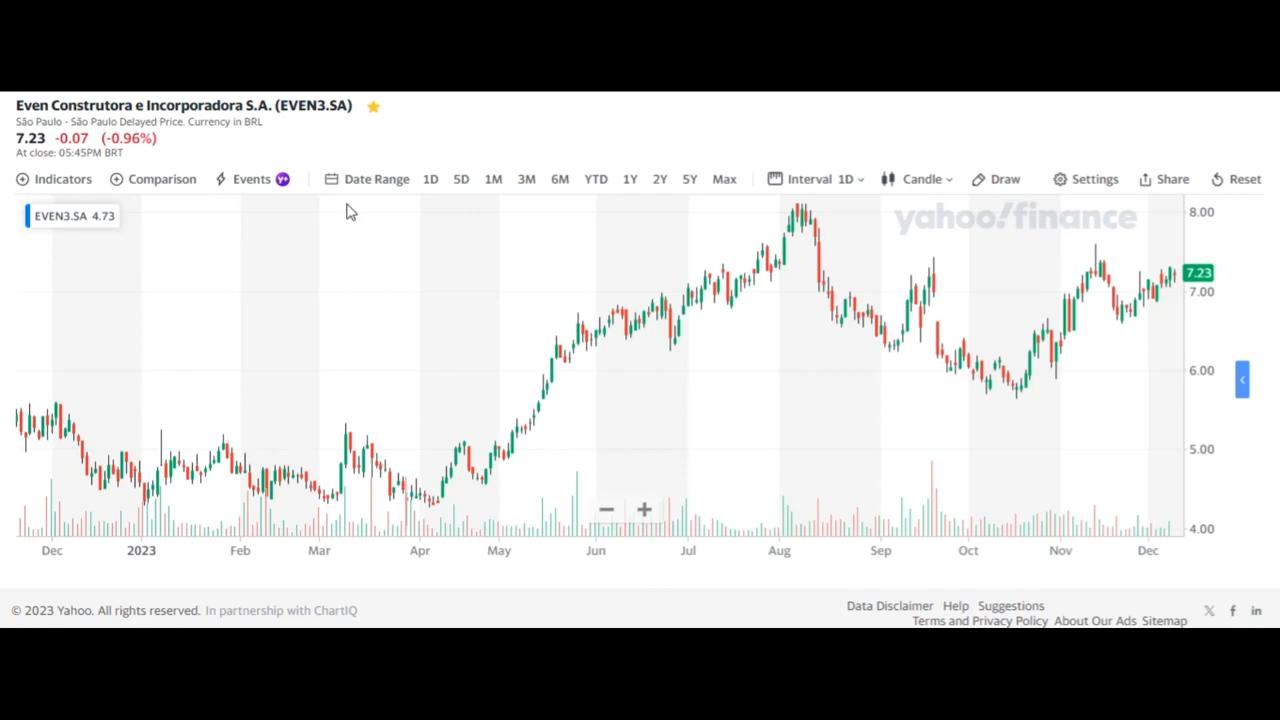 Even Construtora e Incorporadora S.A. (EVEN3.SA)
São Paulo - São Paulo Delayed Price. Currency in BRL
7.23 -0.07 (-0.96%)
At close: 05:45PM BRT
Indicators Comparison Events y+ Date Range 1D 5D 1M 3M 6M YTD 1Y 2Y 5Y Max Interval 1D Candle Draw Settings Share Reset
EVEN3.SA 4.73
yahoo!finance
8.00
7.23
7.00
6.00
5.00
4.00
Dec 2023 Feb Mar Apr May Jun Jul Aug Sep Oct Nov Dec
© 2023 Yahoo. All rights reserved. In partnership with ChartIQ
Data Disclaimer Help Suggestions
Terms and Privacy Policy About Our Ads Sitemap